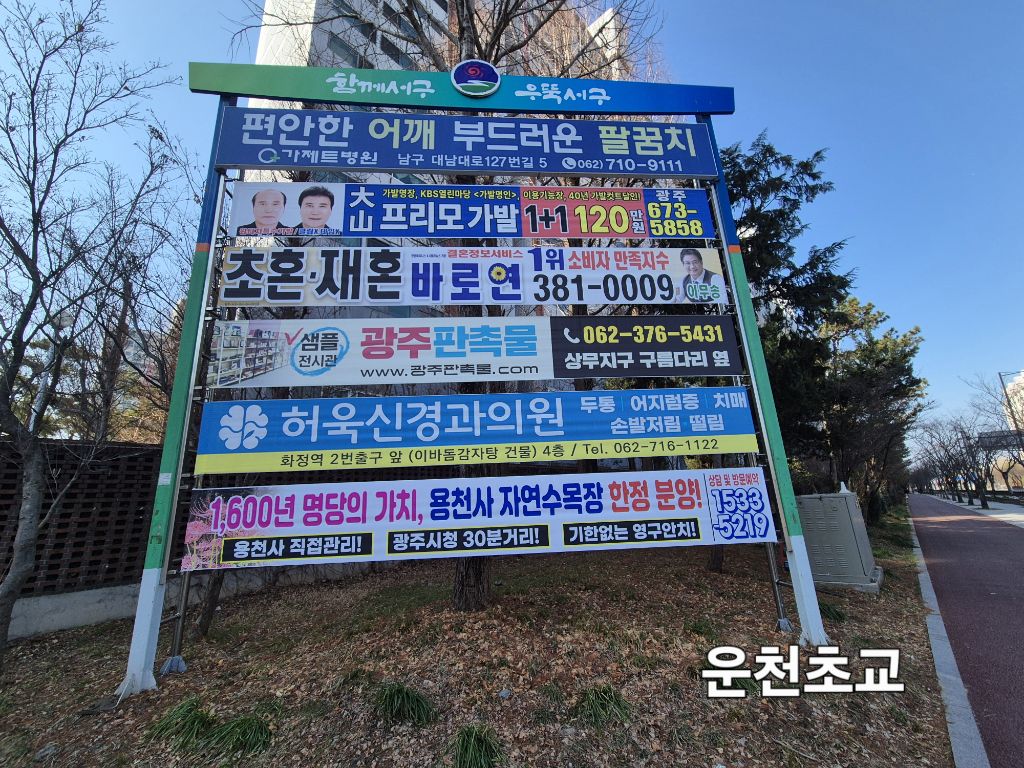 함께서구 우뚝서구
편안한 어깨 부드러운 팔꿈치
가제트병원 남구 대남대로127번길 5 062) 710-9111
大山
가발명장, KBS열린마당 <가발명인>
프리모가발
이용기능장, 40년 가발컷트달인!
1+1 120만원
광주
673-5858
초혼·재혼
결혼정보서비스
바로연
1위 소비자 만족지수
381-0009
이무송
샘플전시관
광주판촉물
www.광주판촉물.com
062-376-5431
상무지구 구름다리 옆
허욱신경과의원
두통 어지럼증 치매
손발저림 떨림
화정역 2번출구 앞 (이바돔감자탕 건물) 4층 / Tel. 062-716-1122
1,600년 명당의 가치, 용천사 자연수목장 한정 분양!
용천사 직접관리! 광주시청 30분거리! 기한없는 영구안치!
상담 및 방문예약
1533-5219
운천초교